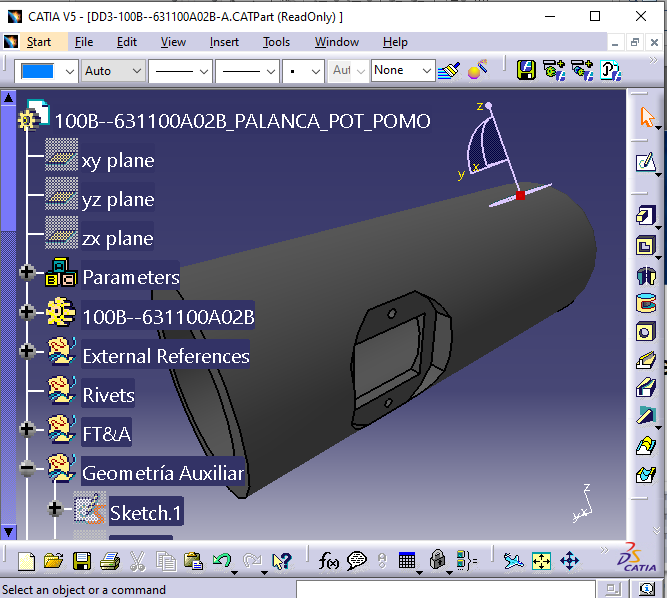 CATIA V5 - [DD3-100B--631100A02B-A.CATPart (ReadOnly) ]
Start File Edit View Insert Tools Window Help
Auto Aut None
100B--631100A02B_PALANCA_POT_POMO
xy plane
yz plane
zx plane
Parameters
100B--631100A02B
External References
Rivets
FT&A
Geometría Auxiliar
Sketch.1
z
x
y
z
y x
f(x)
DS
CATIA
Select an object or a command